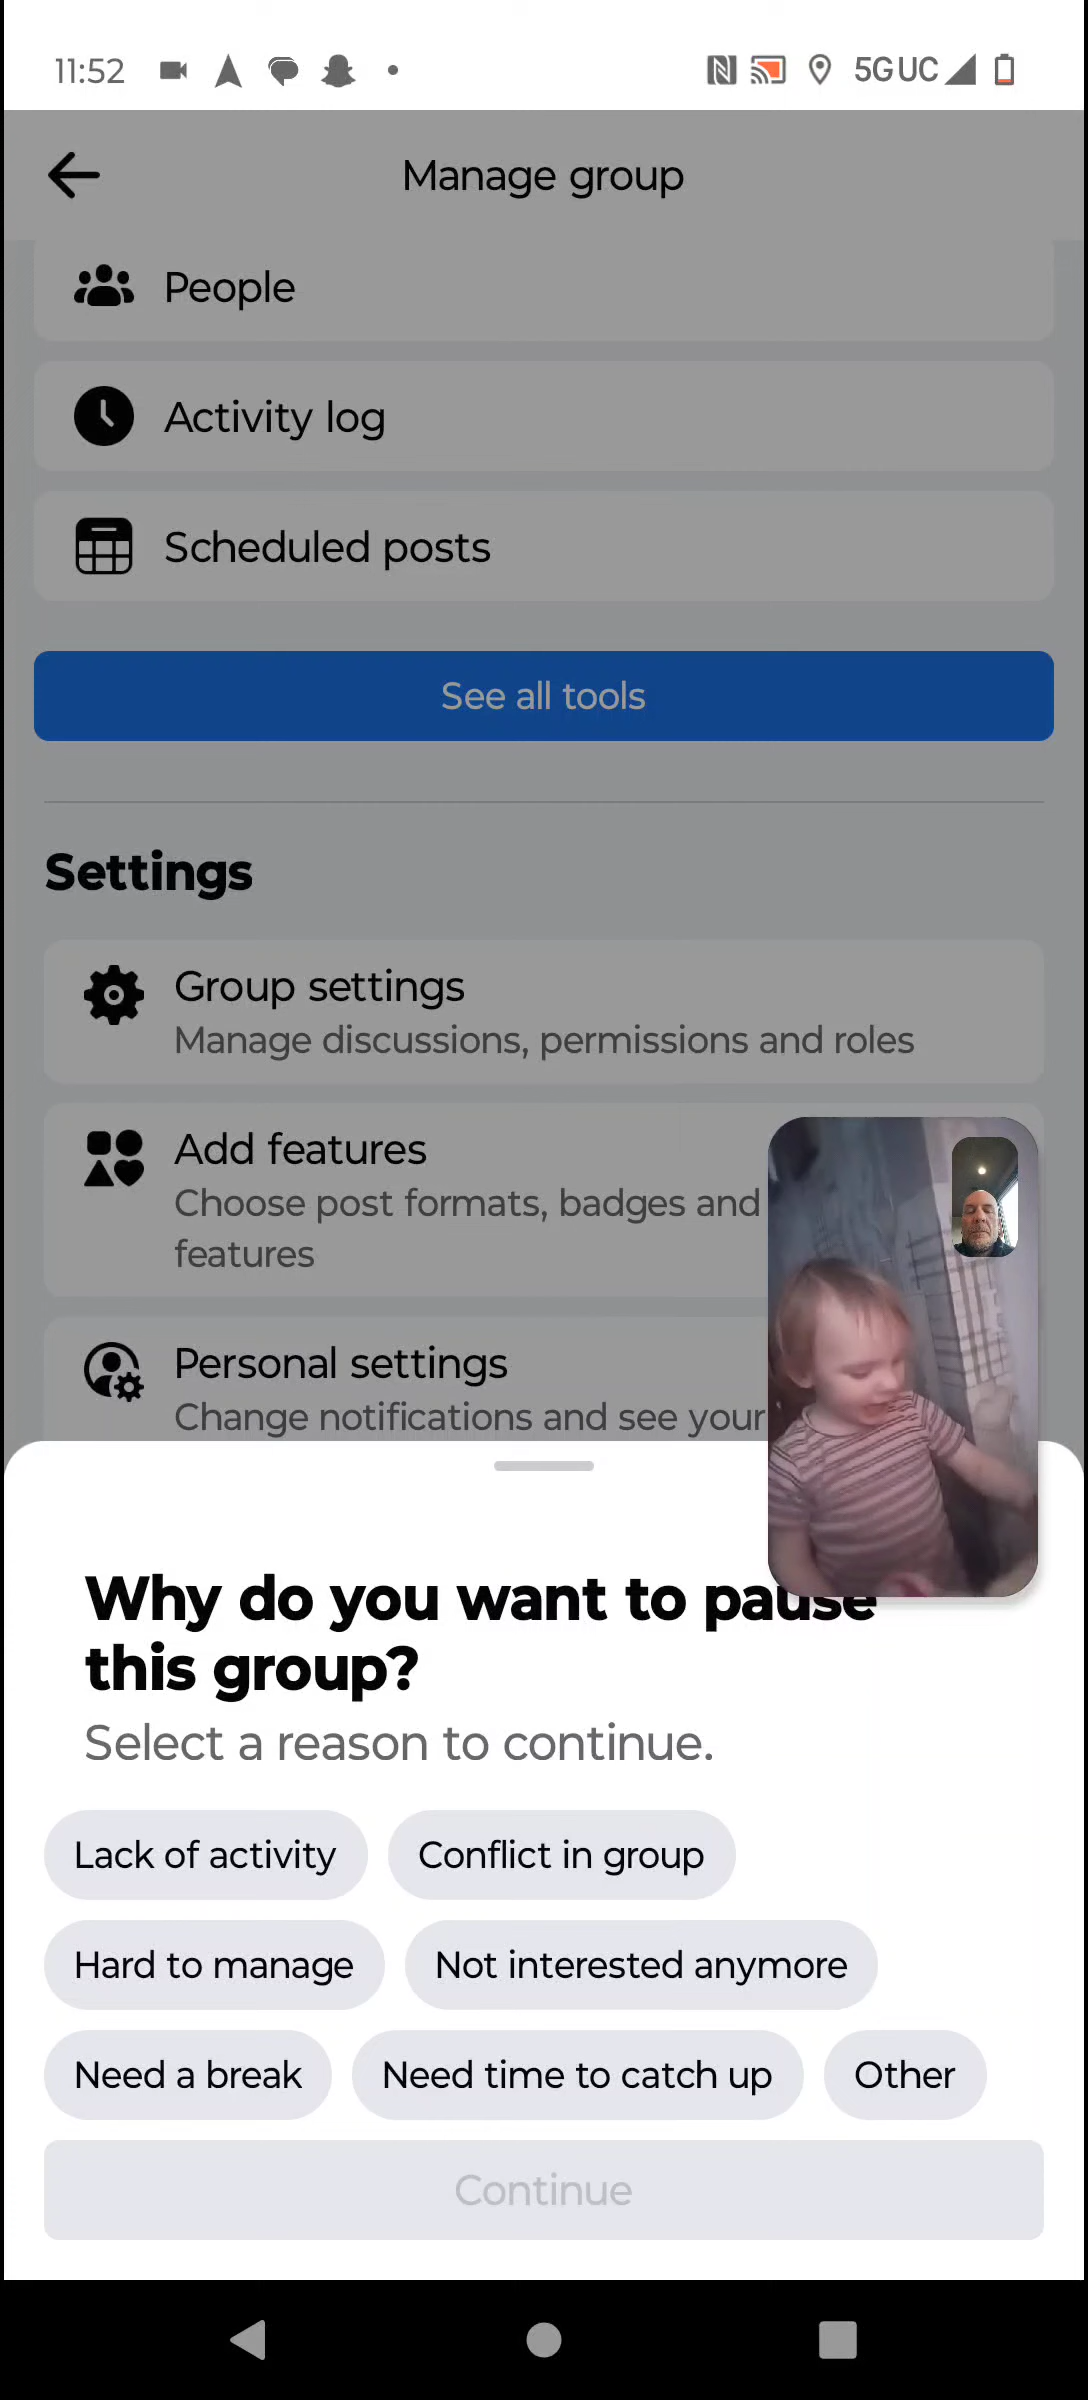 11:52
5G UC
Manage group
People
Activity log
Scheduled posts
See all tools
Settings
Group settings
Manage discussions, permissions and roles
Add features
Choose post formats, badges and
features
Personal settings
Change notifications and see your
Why do you want to pause
this group?
Select a reason to continue.
Lack of activity
Conflict in group
Hard to manage
Not interested anymore
Need a break
Need time to catch up
Other
Continue